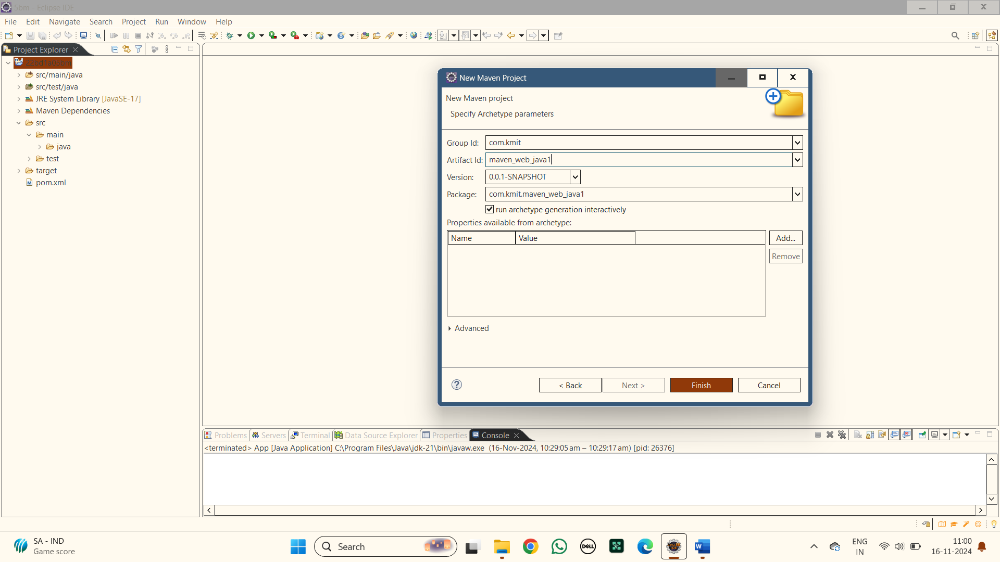 5bm - Eclipse IDE
File Edit Navigate Search Project Run Window Help
Project Explorer
22bd1a05bm
src/main/java
src/test/java
JRE System Library [JavaSE-17]
Maven Dependencies
src
main
java
test
target
pom.xml
New Maven Project
New Maven project
Specify Archetype parameters
Group Id: com.kmit
Artifact Id: maven_web_java1
Version: 0.0.1-SNAPSHOT
Package: com.kmit.maven_web_java1
run archetype generation interactively
Properties available from archetype:
Name Value
Add...
Remove
Advanced
< Back Next > Finish Cancel
Problems Servers Terminal Data Source Explorer Properties Console
<terminated> App [Java Application] C:\Program Files\Java\jdk-21\bin\javaw.exe (16-Nov-2024, 10:29:05 am – 10:29:17 am) [pid: 26376]
SA - IND
Game score
Search
DELL
ENG
IN
11:00
16-11-2024